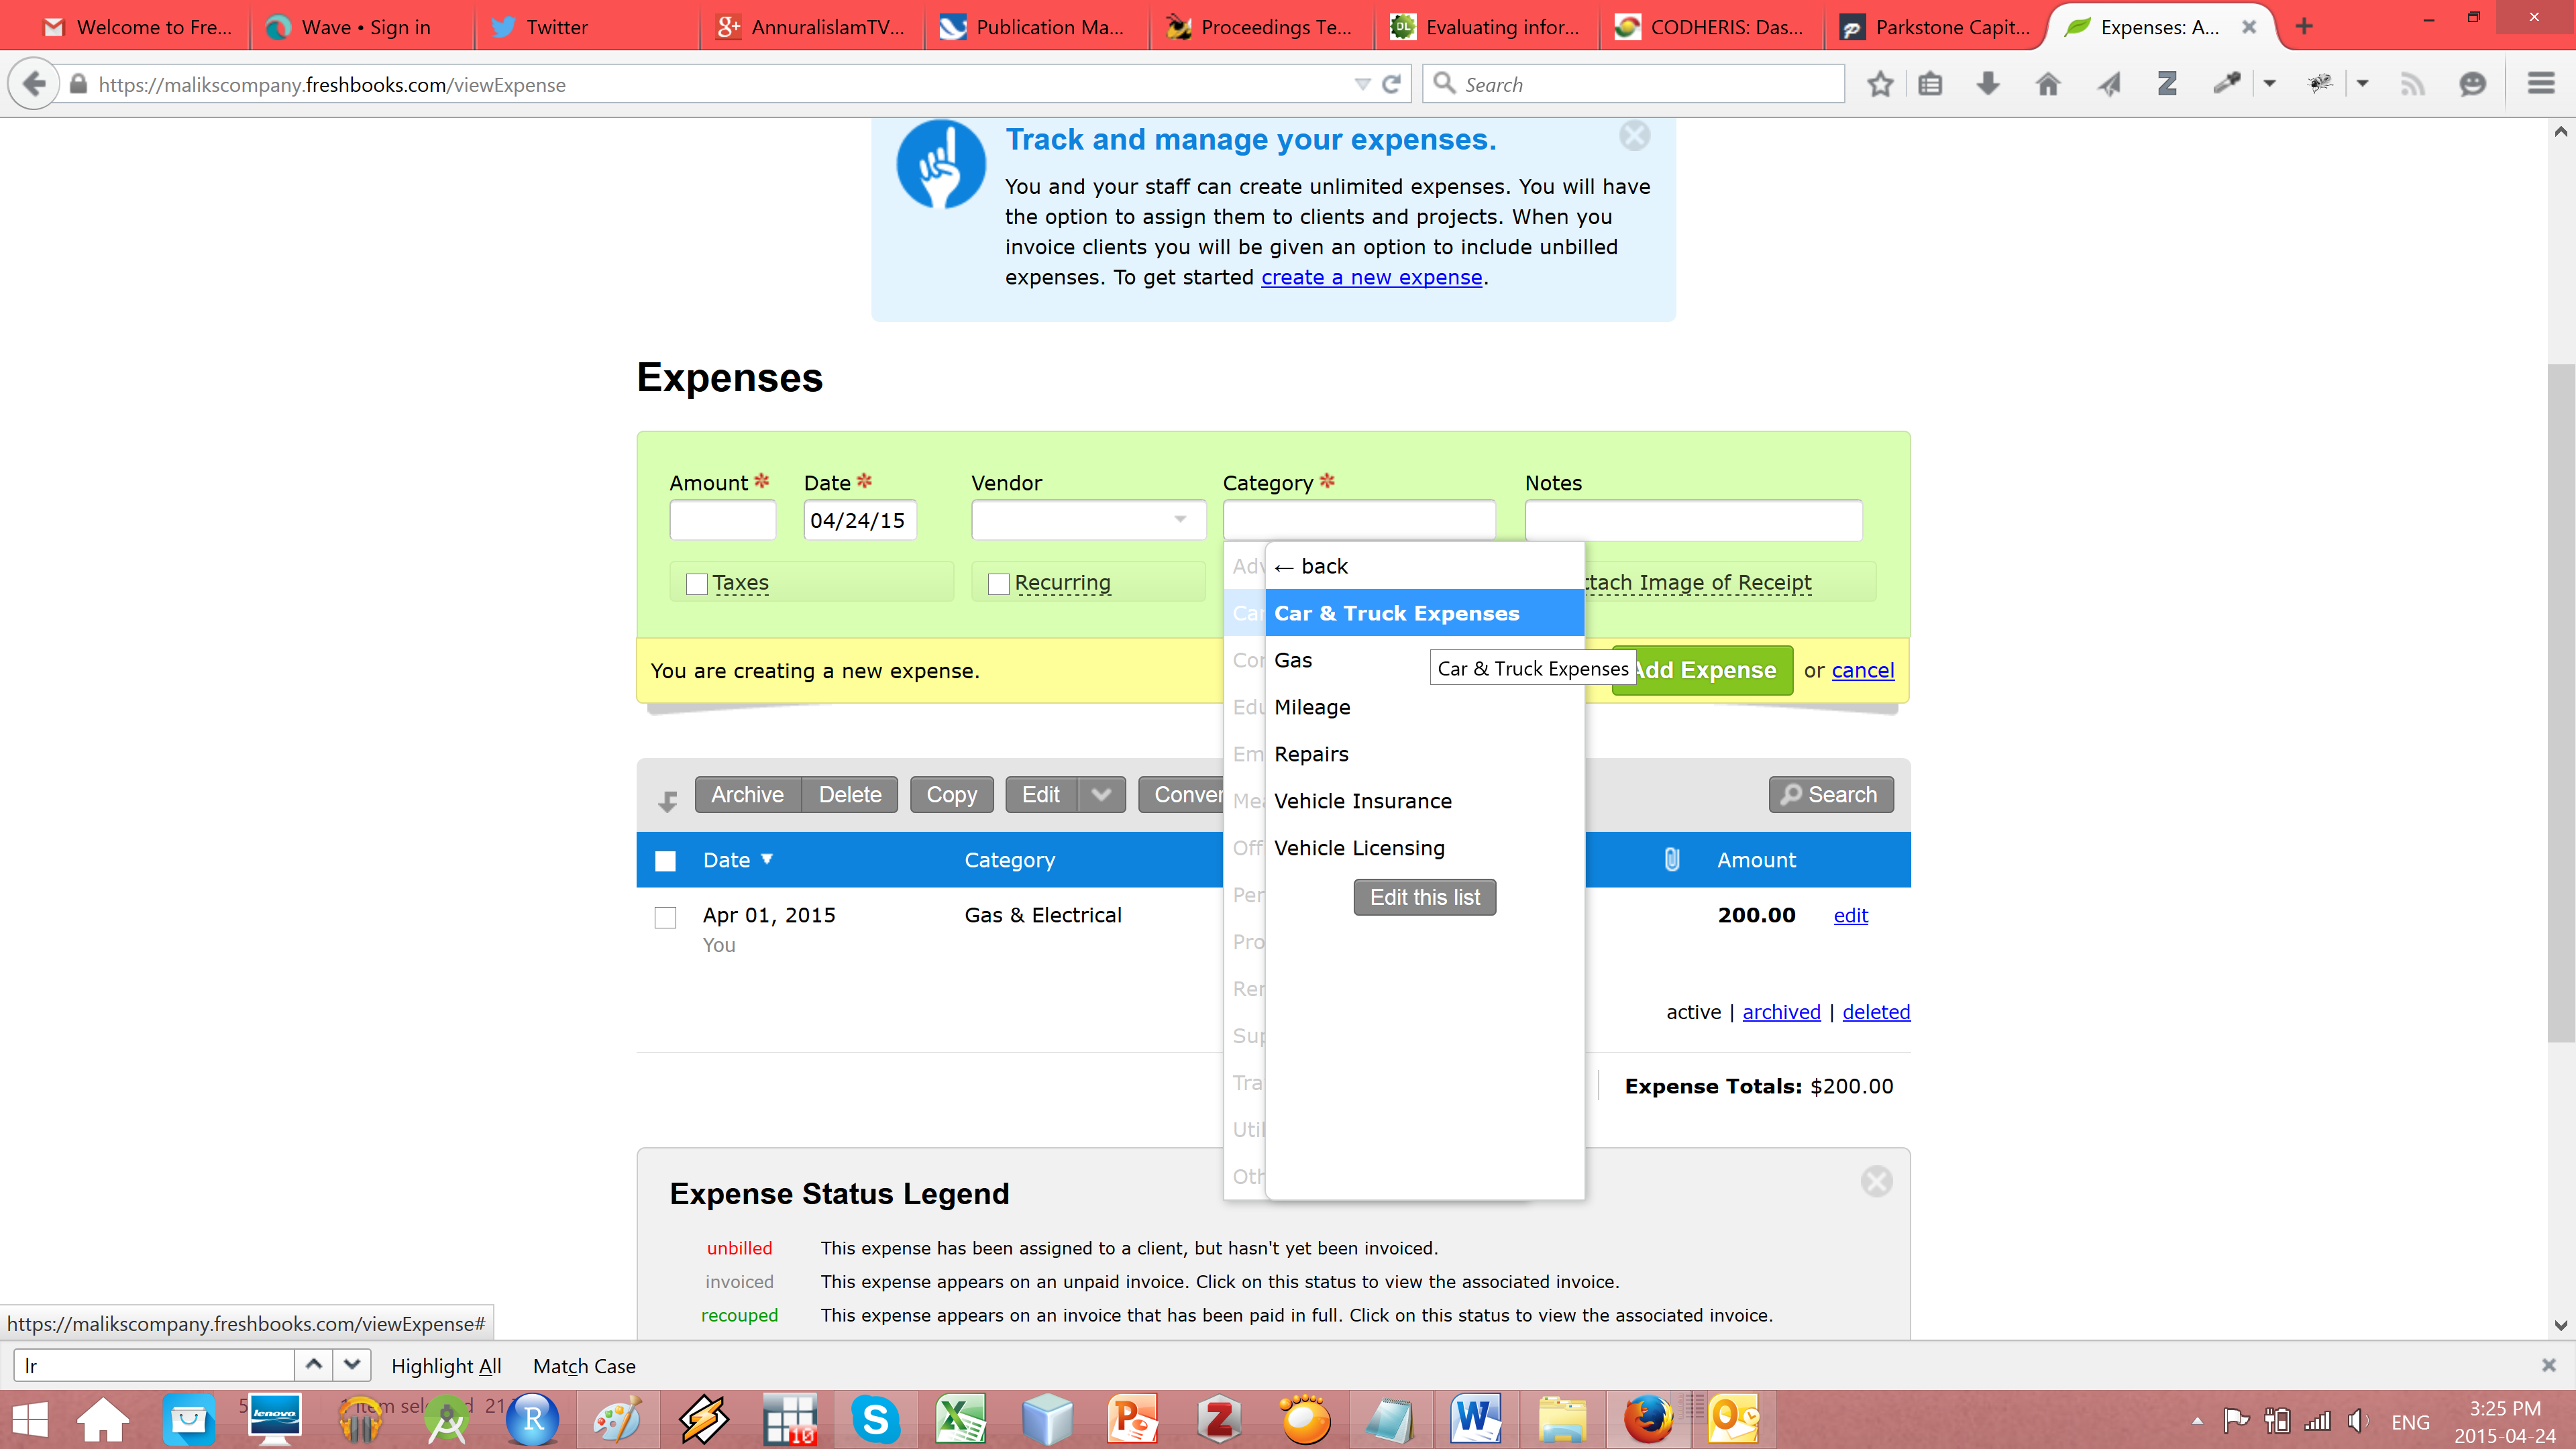 Welcome to Fre...
Wave • Sign in
Twitter
AnnuralislamTV...
Publication Ma...
Proceedings Te...
Evaluating infor...
CODHERIS: Das...
Parkstone Capit...
Expenses: A...
https://malikscompany.freshbooks.com/viewExpense
Search
Track and manage your expenses.
You and your staff can create unlimited expenses. You will have
the option to assign them to clients and projects. When you
invoice clients you will be given an option to include unbilled
expenses. To get started create a new expense.
Expenses
Amount * Date * Vendor Category * Notes
04/24/15
Taxes
Recurring
Adv
← back
ttach Image of Receipt
Car
Car & Truck Expenses
Cor
Gas
Car & Truck Expenses
You are creating a new expense.
Add Expense or cancel
Edu
Mileage
Em
Repairs
Archive Delete Copy Edit Conver
Search
Mea
Vehicle Insurance
Off
Vehicle Licensing
Date Category Amount
Per
Edit this list
Apr 01, 2015 Gas & Electrical 200.00 edit
You
Pro
Ren
active | archived | deleted
Sup
Tra
Expense Totals: $200.00
Util
Oth
Expense Status Legend
unbilled This expense has been assigned to a client, but hasn't yet been invoiced.
invoiced This expense appears on an unpaid invoice. Click on this status to view the associated invoice.
recouped This expense appears on an invoice that has been paid in full. Click on this status to view the associated invoice.
https://malikscompany.freshbooks.com/viewExpense#
lr
Highlight All
Match Case
lenovo
R
10
S
ENG
3:25 PM
2015-04-24